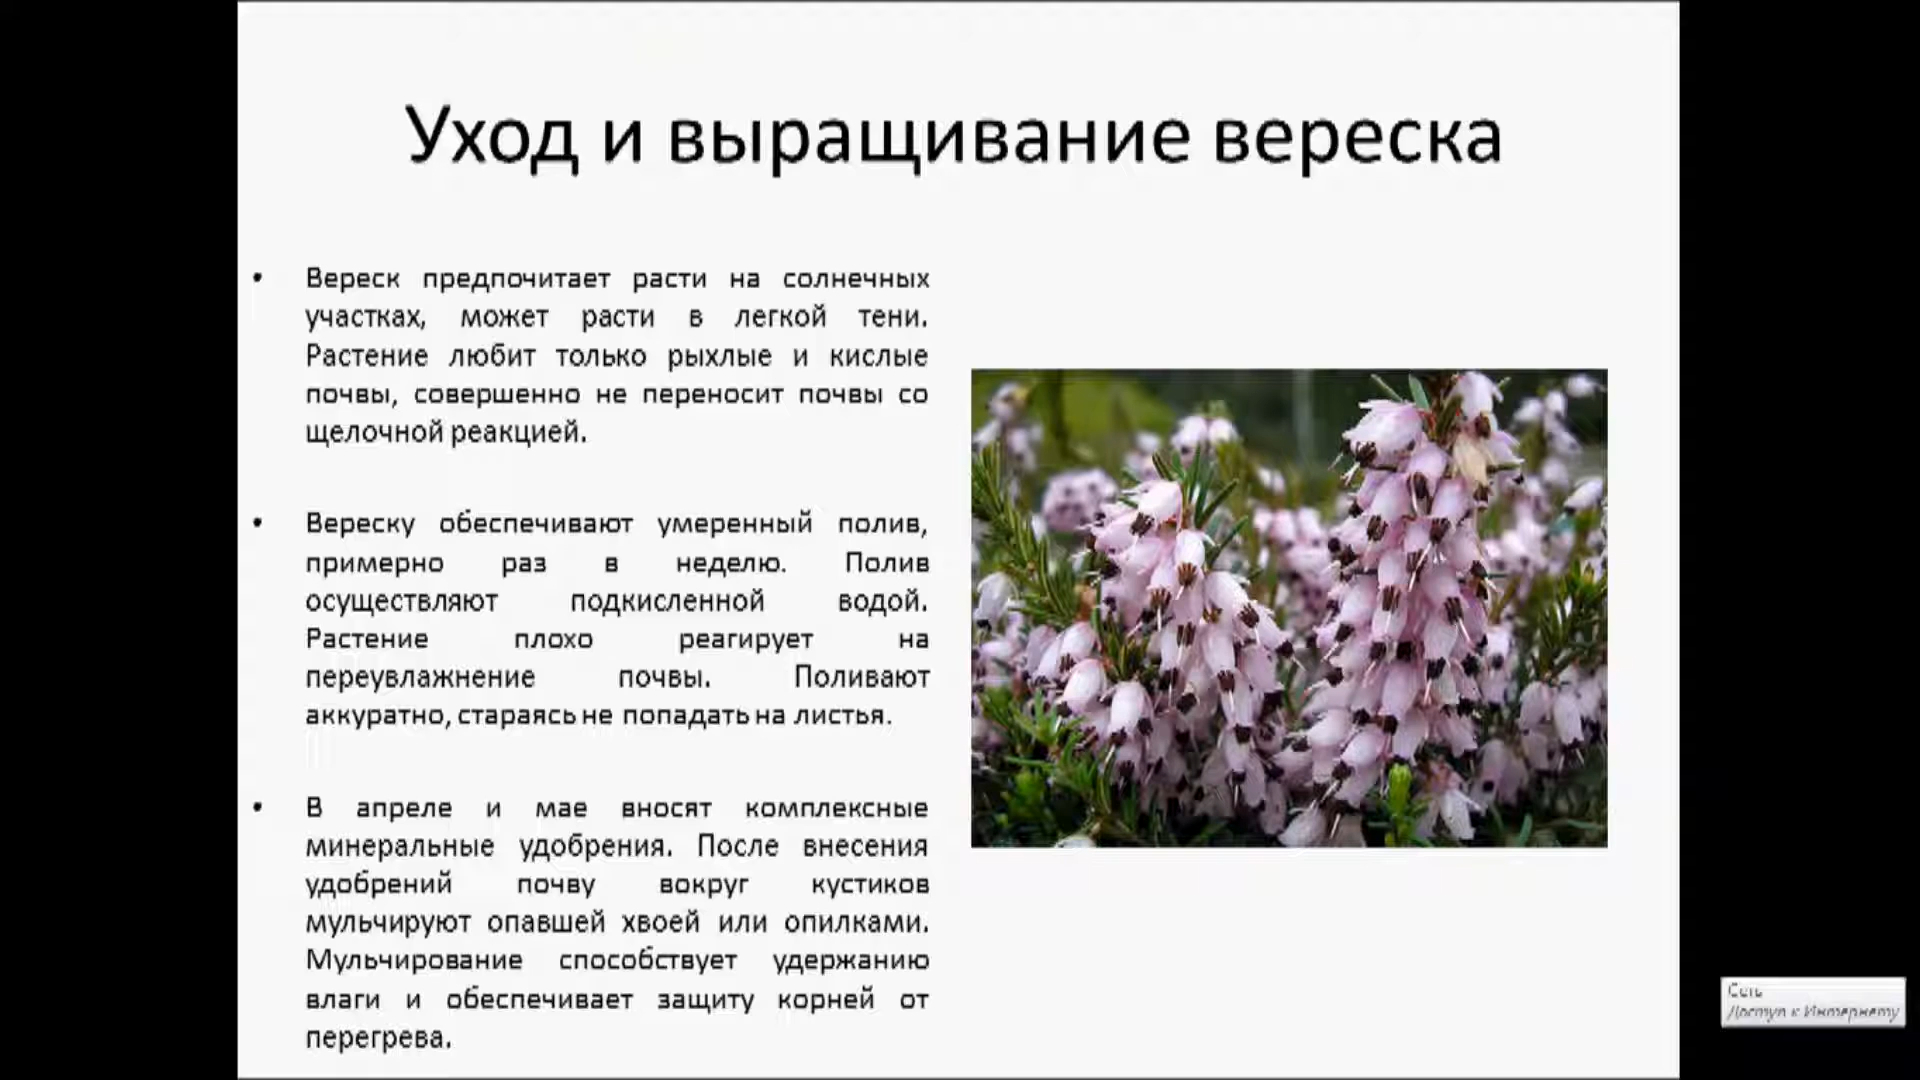 Уход и выращивание вереска
• Вереск предпочитает расти на солнечных
участках, может расти в легкой тени.
Растение любит только рыхлые и кислые
почвы, совершенно не переносит почвы со
щелочной реакцией.
• Вереску обеспечивают умеренный полив,
примерно раз в неделю. Полив
осуществляют подкисленной водой.
Растение плохо реагирует на
переувлажнение почвы. Поливают
аккуратно, стараясь не попадать на листья.
• В апреле и мае вносят комплексные
минеральные удобрения. После внесения
удобрений почву вокруг кустиков
мульчируют опавшей хвоей или опилками.
Мульчирование способствует удержанию
влаги и обеспечивает защиту корней от
перегрева.
Сеть
Доступ к Интернету